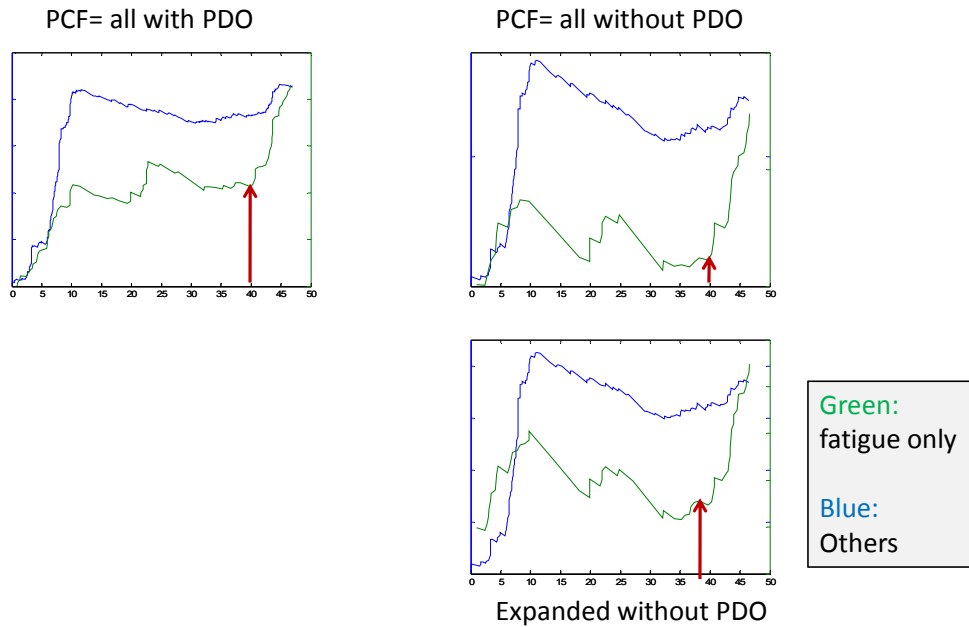 PCF= all with PDO
PCF= all without PDO
0 5 10 15 20 25 30 35 40 45 50
0 5 10 15 20 25 30 35 40 45 50
Green:
fatigue only
Blue:
Others
0 5 10 15 20 25 30 35 40 45 50
Expanded without PDO